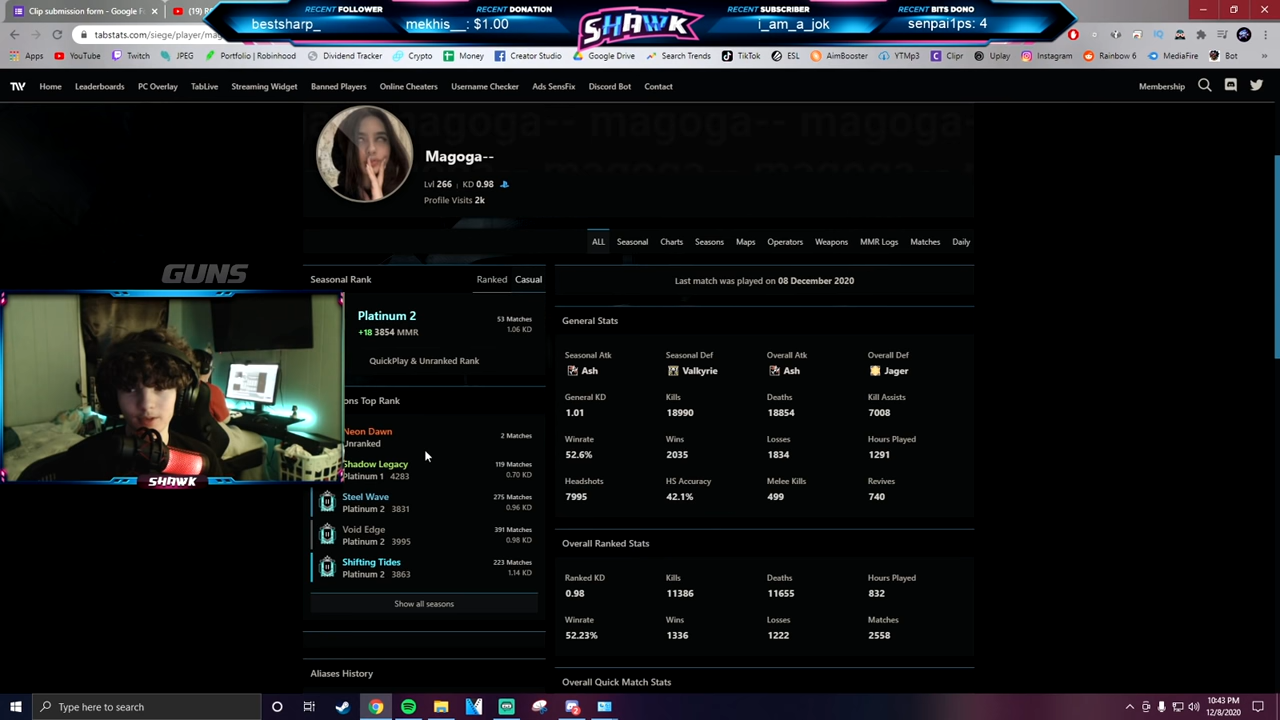 RECENT FOLLOWER
bestsharp_
RECENT DONATION
mekhis__: $1.00
SHAWK
RECENT SUBSCRIBER
i_am_a_jok
RECENT BITS DONO
senpai1ps: 4
Clip submission form - Google F
tabstats.com/siege/player/mag
Apps YouTube Twitch JPEG Portfolio | Robinhood Dividend Tracker Crypto Money Creator Studio Google Drive Search Trends TikTok ESL AimBooster YTMp3 Clipr Uplay Instagram Rainbow 6 MediaFire Bot
Home Leaderboards PC Overlay TabLive Streaming Widget Banned Players Online Cheaters Username Checker Ads SensFix Discord Bot Contact Membership
magoga-- magoga-- magoga--
Magoga--
Lvl 266 KD 0.98
Profile Visits 2k
ALL Seasonal Charts Seasons Maps Operators Weapons MMR Logs Matches Daily
GUNS
Seasonal Rank Ranked Casual
Platinum 2 53 Matches
+18 3854 MMR 1.06 KD
QuickPlay & Unranked Rank
ons Top Rank
Neon Dawn 2 Matches
Unranked
Shadow Legacy 119 Matches
Platinum 1 4283 0.70 KD
Steel Wave 275 Matches
Platinum 2 3831 0.96 KD
Void Edge 391 Matches
Platinum 2 3995 0.98 KD
Shifting Tides 223 Matches
Platinum 2 3863 1.14 KD
Show all seasons
Aliases History
SHAWK
Last match was played on 08 December 2020
General Stats
Seasonal Atk Seasonal Def Overall Atk Overall Def
Ash Valkyrie Ash Jager
General KD Kills Deaths Kill Assists
1.01 18990 18854 7008
Winrate Wins Losses Hours Played
52.6% 2035 1834 1291
Headshots HS Accuracy Melee Kills Revives
7995 42.1% 499 740
Overall Ranked Stats
Ranked KD Kills Deaths Hours Played
0.98 11386 11655 832
Winrate Wins Losses Matches
52.23% 1336 1222 2558
Overall Quick Match Stats
Type here to search
10:43 PM
12/8/2020